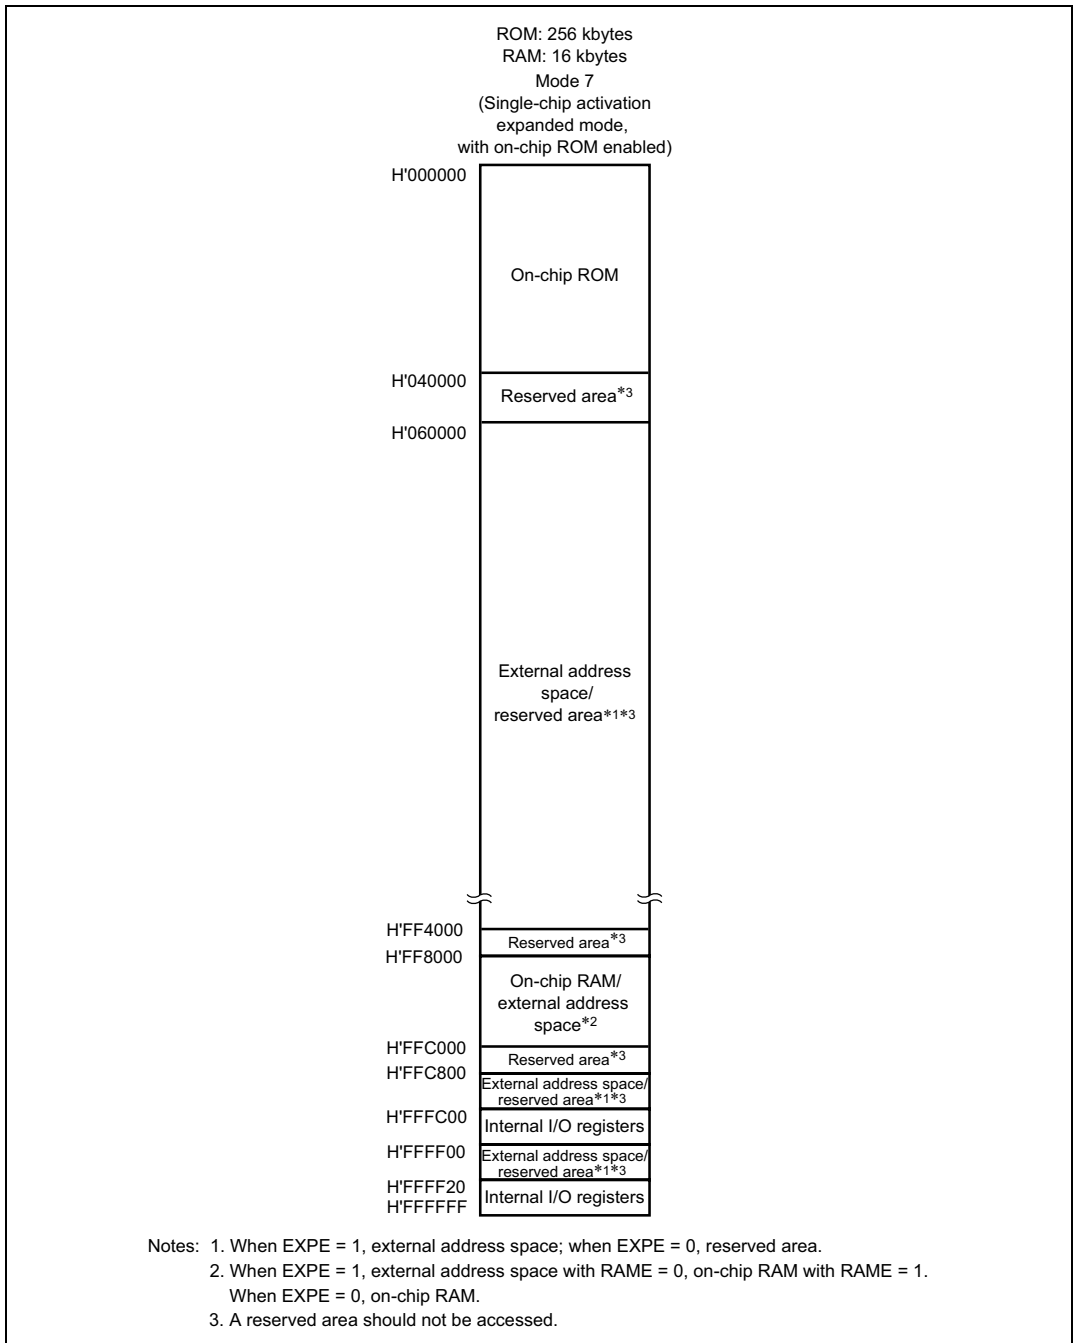 ROM: 256 kbytes
RAM: 16 kbytes
Mode 7
(Single-chip activation
expanded mode,
with on-chip ROM enabled)
H'000000
On-chip ROM
H'040000
Reserved area*3
H'060000
External address
space/
reserved area*1*3
H'FF4000
Reserved area*3
H'FF8000
On-chip RAM/
external address
space*2
H'FFC000
Reserved area*3
H'FFC800
External address space/
reserved area*1*3
H'FFFC00
Internal I/O registers
H'FFFF00
External address space/
reserved area*1*3
H'FFFF20
Internal I/O registers
H'FFFFFF
Notes: 1. When EXPE = 1, external address space; when EXPE = 0, reserved area.
2. When EXPE = 1, external address space with RAME = 0, on-chip RAM with RAME = 1.
When EXPE = 0, on-chip RAM.
3. A reserved area should not be accessed.